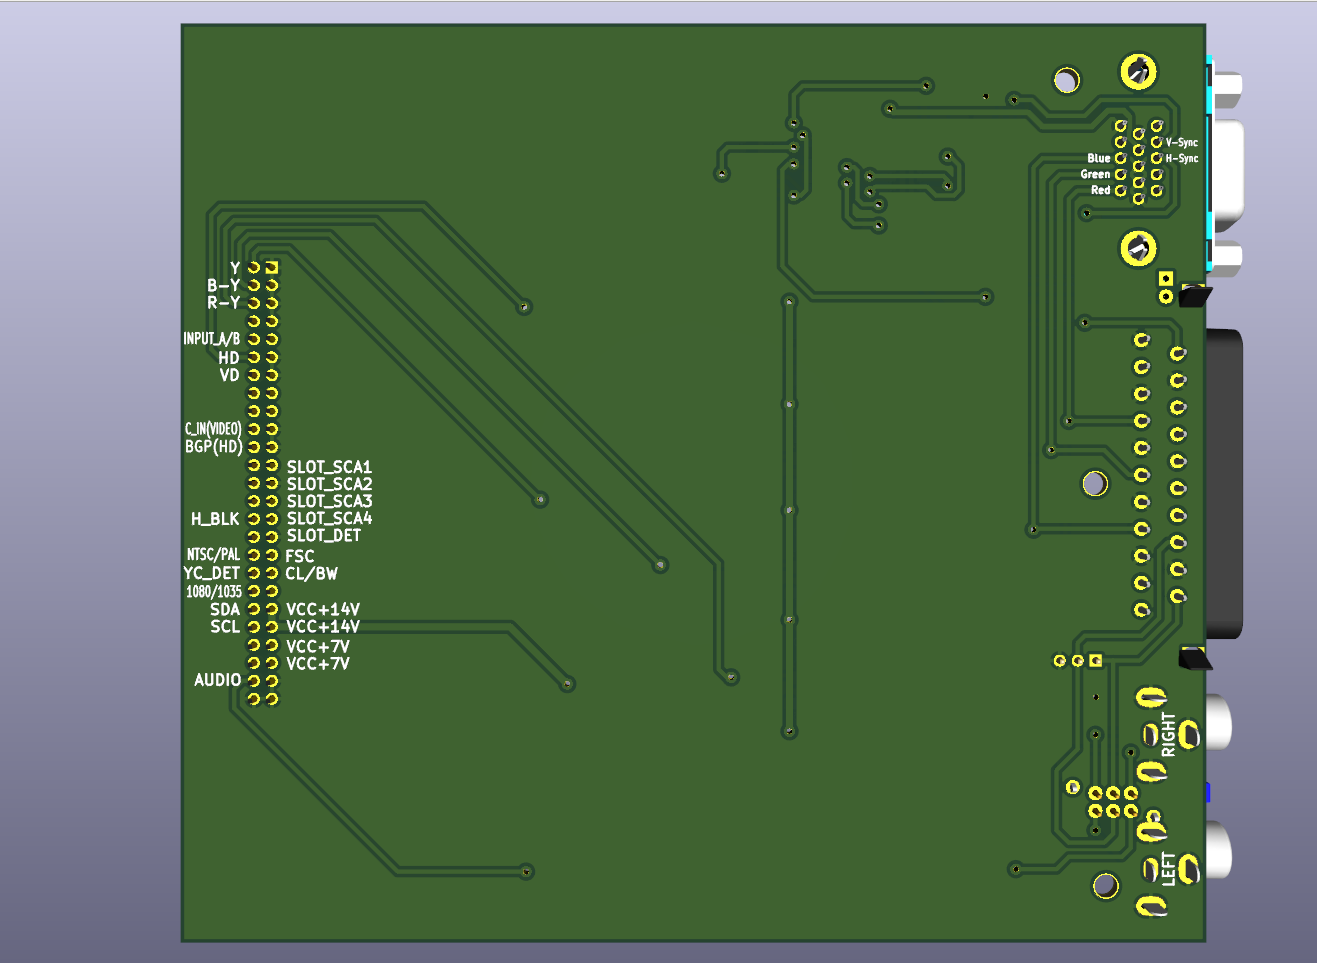 V-Sync
Blue H-Sync
Green
Red
Y
B-Y
R-Y
INPUT_A/B
HD
VD
C_IN(VIDEO)
BGP(HD)
SLOT_SCA1
SLOT_SCA2
SLOT_SCA3
H_BLK SLOT_SCA4
SLOT_DET
NTSC/PAL FSC
YC_DET CL/BW
1080/1035
SDA VCC+14V
SCL VCC+14V
VCC+7V
VCC+7V
AUDIO
RIGHT
LEFT